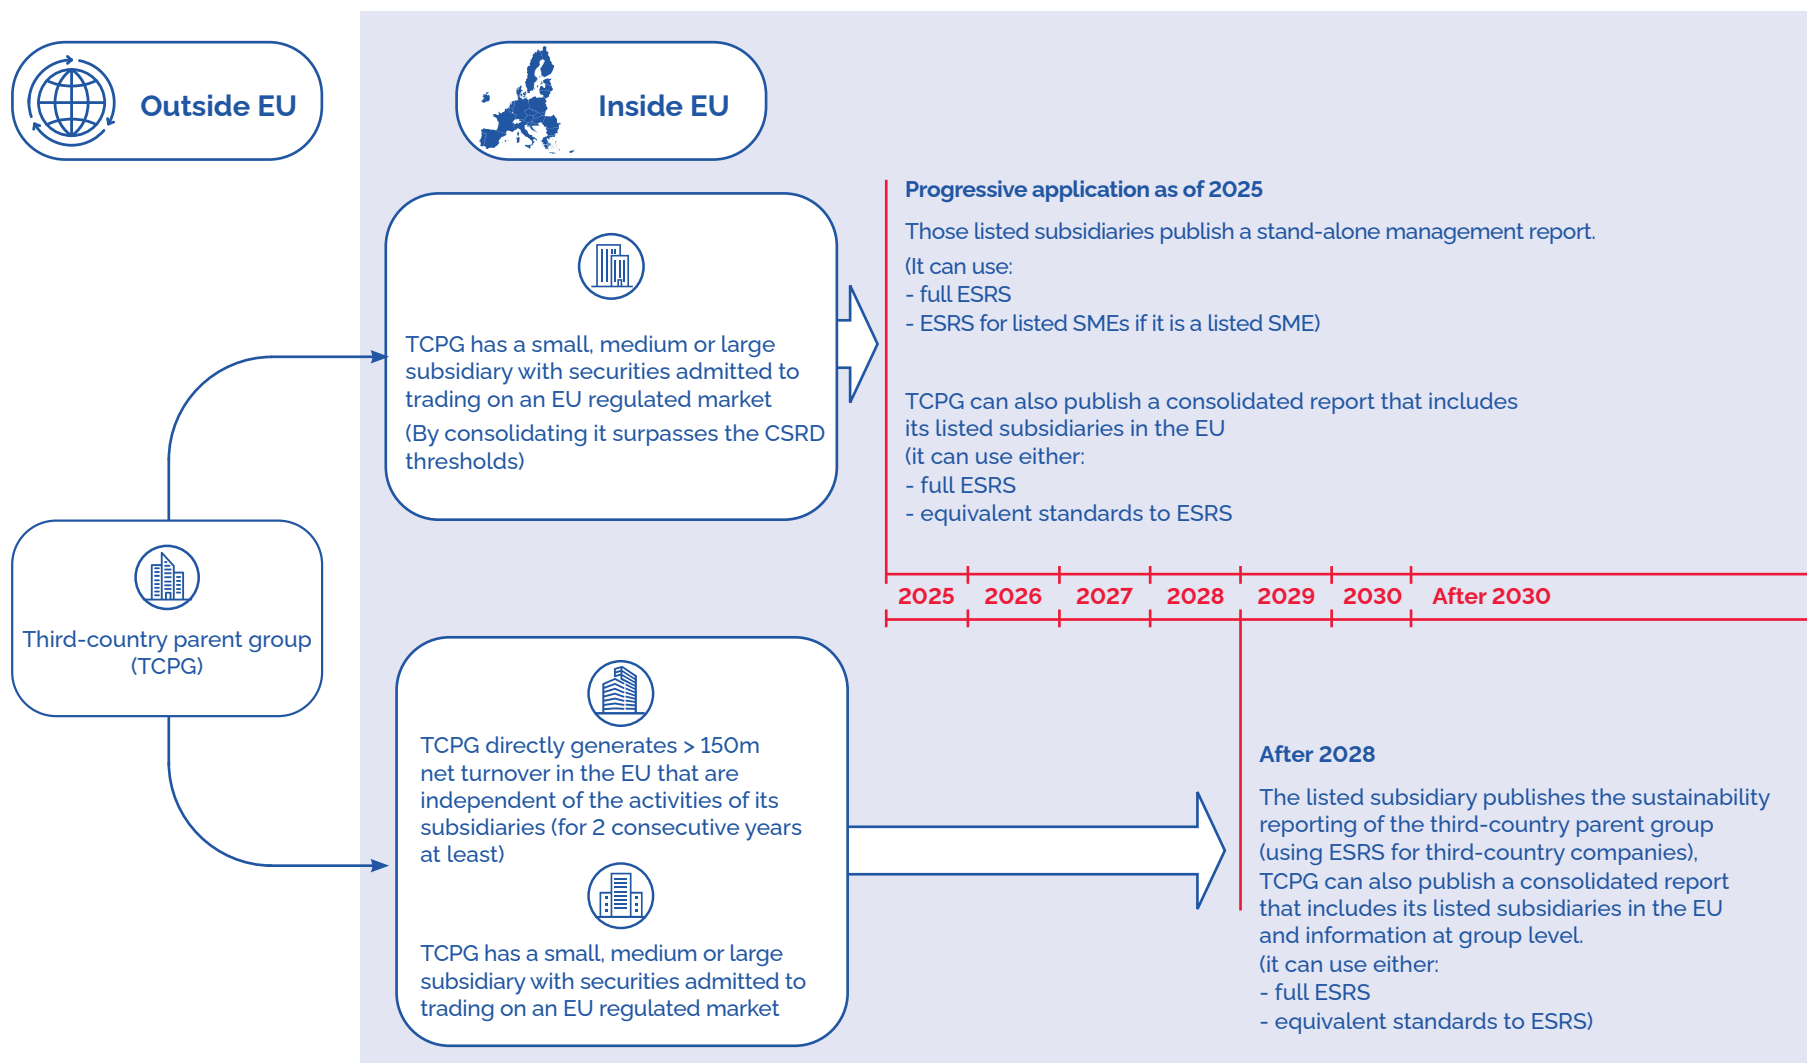 Outside EU
Inside EU
TCPG has a small, medium or large
subsidiary with securities admitted to
trading on an EU regulated market
(By consolidating it surpasses the CSRD
thresholds)
Progressive application as of 2025
Those listed subsidiaries publish a stand-alone management report.
(It can use:
- full ESRS
- ESRS for listed SMEs if it is a listed SME)
TCPG can also publish a consolidated report that includes
its listed subsidiaries in the EU
(it can use either:
- full ESRS
- equivalent standards to ESRS
2025 2026 2027 2028 2029 2030 After 2030
Third-country parent group
(TCPG)
TCPG directly generates > 150m
net turnover in the EU that are
independent of the activities of its
subsidiaries (for 2 consecutive years
at least)
TCPG has a small, medium or large
subsidiary with securities admitted to
trading on an EU regulated market
After 2028
The listed subsidiary publishes the sustainability
reporting of the third-country parent group
(using ESRS for third-country companies),
TCPG can also publish a consolidated report
that includes its listed subsidiaries in the EU
and information at group level.
(it can use either:
- full ESRS
- equivalent standards to ESRS)